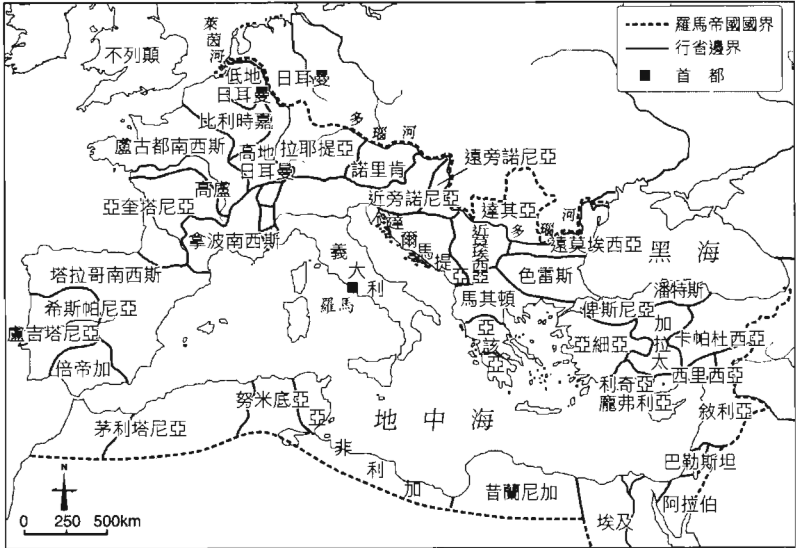 羅馬帝國國界
行省邊界
首都
萊茵河
不列顛
低地日耳曼
日耳曼
比利時嘉
多瑙河
盧古都南西斯
高地日耳曼
拉耶提亞
諾里肯
遠旁諾尼亞
近旁諾尼亞
高盧
亞奎塔尼亞
拿波南西斯
達其亞
多瑙河
達爾馬提亞
近莫埃西亞
遠莫埃西亞
黑海
義大利
羅馬
色雷斯
塔拉哥南西斯
希斯帕尼亞
盧吉塔尼亞
倍帝加
馬其頓
亞該亞
俾斯尼亞
潘特斯
加拉太
卡帕杜西亞
亞細亞
西里西亞
利奇亞
龐弗利亞
敘利亞
努米底亞
茅利塔尼亞
地中海
亞非利加
昔蘭尼加
巴勒斯坦
阿拉伯
埃及
N
0 250 500km